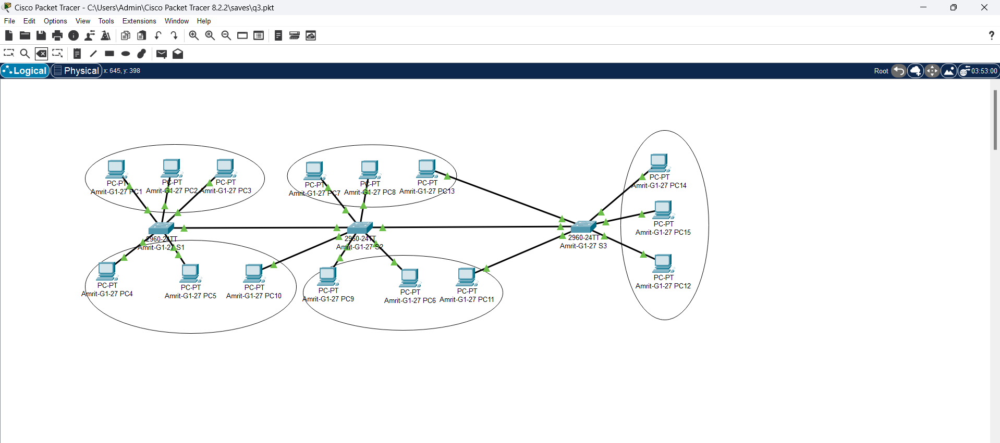 Cisco Packet Tracer - C:\Users\Admin\Cisco Packet Tracer 8.2.2\saves\q3.pkt
File Edit Options View Tools Extensions Window Help
?
Logical Physical x: 645, y: 398 Root 03:53:00
PC-PT
Amrit-G1-27 PC1
PC-PT
Amrit-G1-27 PC2
PC-PT
Amrit-G1-27 PC3
PC-PT
Amrit-G1-27 PC7
PC-PT
Amrit-G1-27 PC8
PC-PT
Amrit-G1-27 PC13
PC-PT
Amrit-G1-27 PC14
PC-PT
Amrit-G1-27 PC15
2960-24TT
Amrit-G1-27 S1
2960-24TT
Amrit-G1-27 S2
2960-24TT
Amrit-G1-27 S3
PC-PT
Amrit-G1-27 PC4
PC-PT
Amrit-G1-27 PC5
PC-PT
Amrit-G1-27 PC10
PC-PT
Amrit-G1-27 PC9
PC-PT
Amrit-G1-27 PC6
PC-PT
Amrit-G1-27 PC11
PC-PT
Amrit-G1-27 PC12